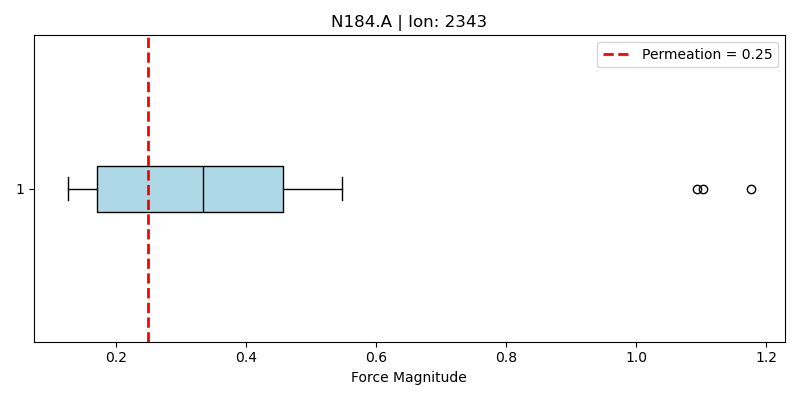 N184.A | Ion: 2343
Permeation = 0.25
1
0.2 0.4 0.6 0.8 1.0 1.2
Force Magnitude